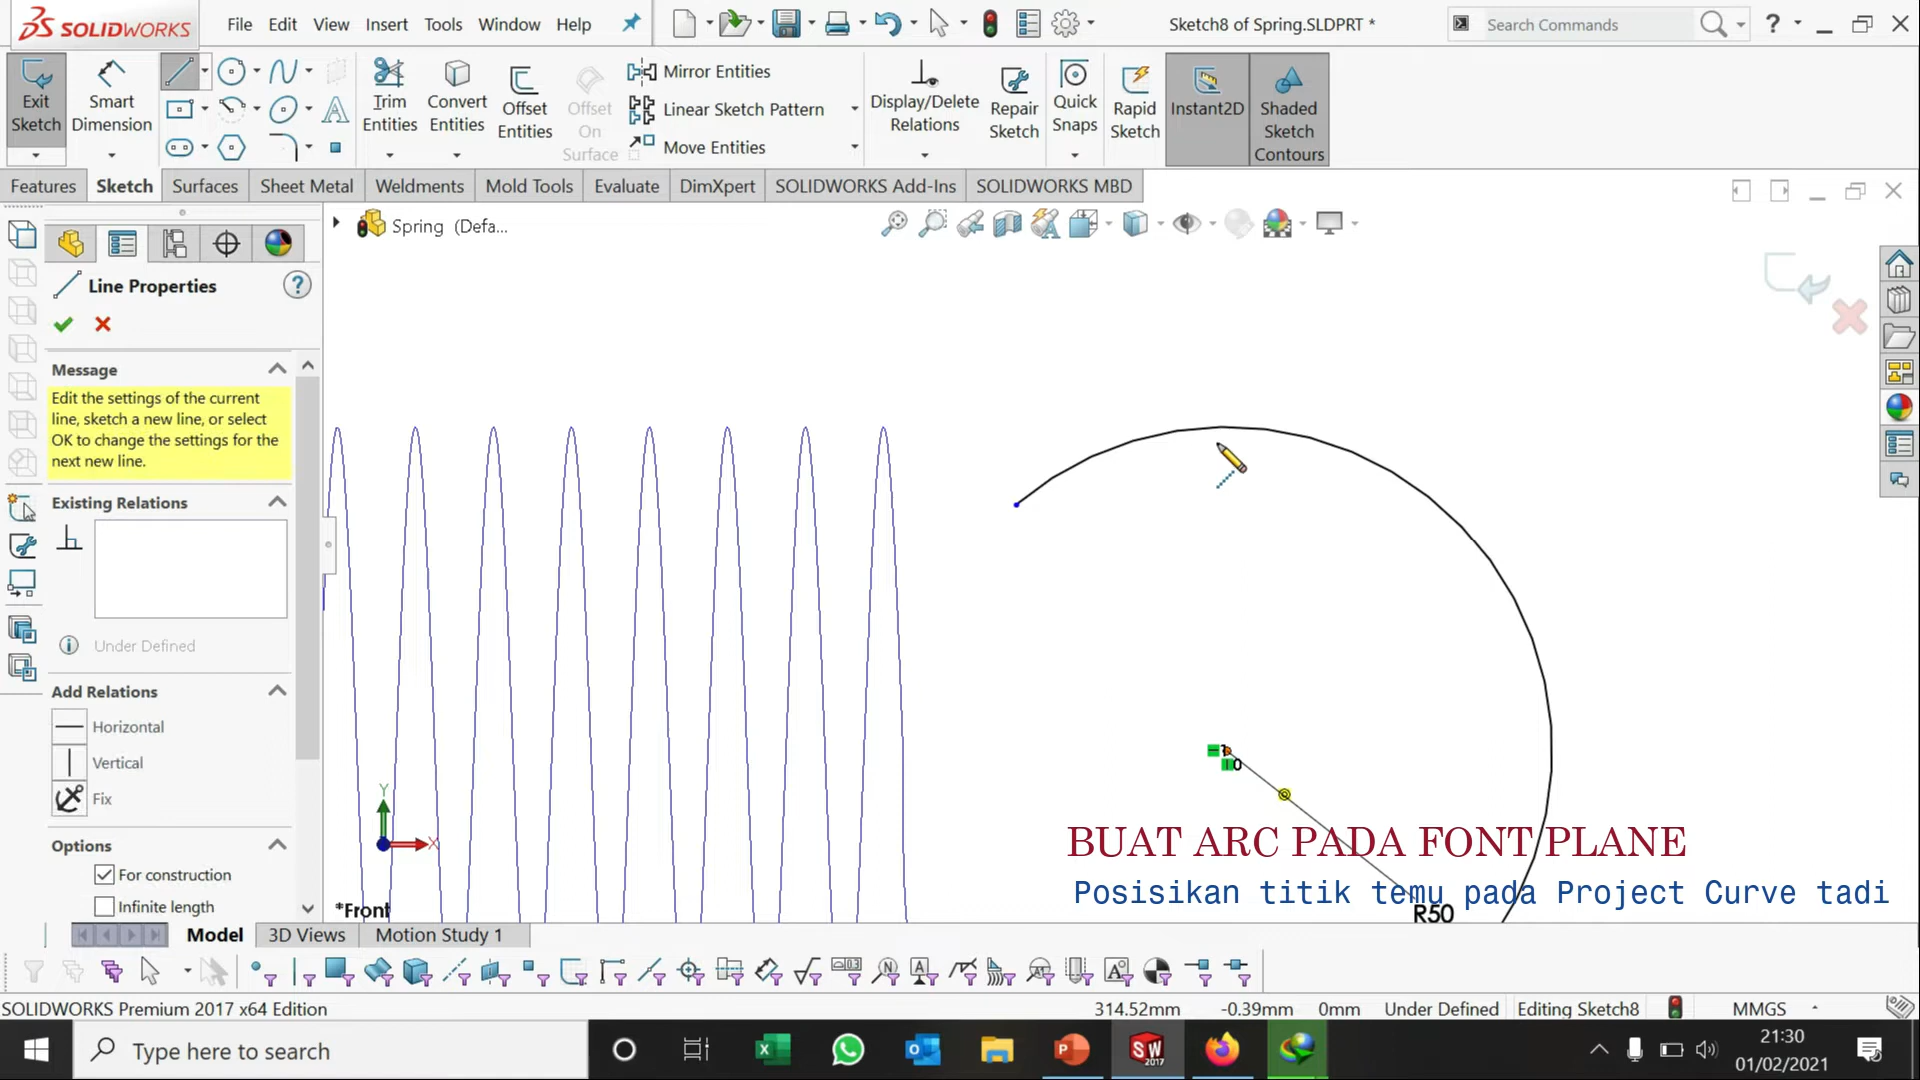 SOLIDWORKS
File Edit View Insert Tools Window Help
Sketch8 of Spring.SLDPRT *
Search Commands
?
Exit Sketch
Smart Dimension
Trim Entities
Convert Entities
Offset Entities
Offset On Surface
Mirror Entities
Linear Sketch Pattern
Move Entities
Display/Delete Relations
Repair Sketch
Quick Snaps
Rapid Sketch
Instant2D
Shaded Sketch Contours
Features Sketch Surfaces Sheet Metal Weldments Mold Tools Evaluate DimXpert SOLIDWORKS Add-Ins SOLIDWORKS MBD
Spring (Defa...
Line Properties
?
Message
Edit the settings of the current
line, sketch a new line, or select
OK to change the settings for the
next new line.
Existing Relations
Under Defined
Add Relations
Horizontal
Vertical
Fix
Options
For construction
Infinite length
Y
X
*Front
R50
BUAT ARC PADA FONT PLANE
Posisikan titik temu pada Project Curve tadi
Model 3D Views Motion Study 1
SOLIDWORKS Premium 2017 x64 Edition
314.52mm -0.39mm 0mm Under Defined Editing Sketch8 MMGS
Type here to search
SW 2017
21:30
01/02/2021